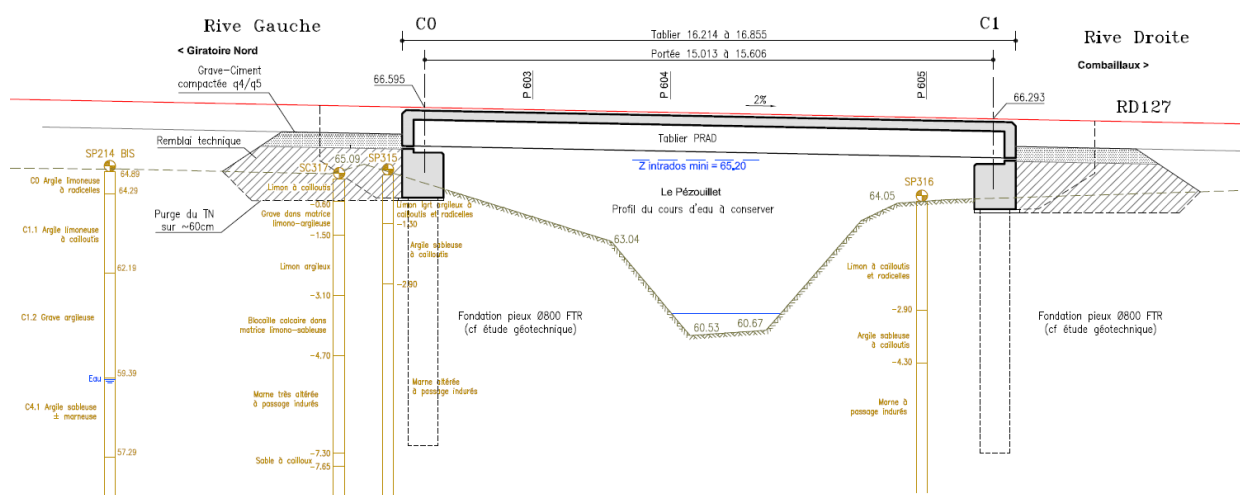 Rive Gauche
C0
C1
Rive Droite
Tablier 16.214 à 16.855
< Giratoire Nord
Portée 15.013 à 15.606
Combaillaux >
Grave-Ciment
compactée q4/q5
66.595
P 603
P 604
P 605
2%
66.293
RD127
Remblai technique
Tablier PRAD
SP214 BIS
SC317
65.09
SP315
Z intrados mini = 65,20
64.89
C0 Argile limoneuse
à radicelles
64.29
Limon à cailloutis
Le Pézouillet
SP316
64.05
-0.60
Limon lgrt argileux à
cailloutis et radicelles
Profil du cours d'eau à conserver
Purge du TN
sur ~60cm
Grave dans matrice
limono-argileuse
-1.30
-1.50
C1.1 Argile limoneuse
à cailloutis
63.04
Argile sableuse
à cailloutis
62.19
Limon argileux
Limon à cailloutis
et radicelles
-2.90
-3.10
-2.90
C1.2 Grave argileuse
Blocaille calcaire dans
matrice limono-sableuse
Fondation pieux Ø800 FTR
(cf étude géotechnique)
60.53
60.67
Argile sableuse
à cailloutis
Fondation pieux Ø800 FTR
(cf étude géotechnique)
-4.70
-4.30
Eau
59.39
Marne altérée
à passage indurés
Marne très altérée
à passage indurés
C4.1 Argile sableuse
± marneuse
Marne à
passage indurés
57.29
-7.30
Sable à cailloux
-7.65